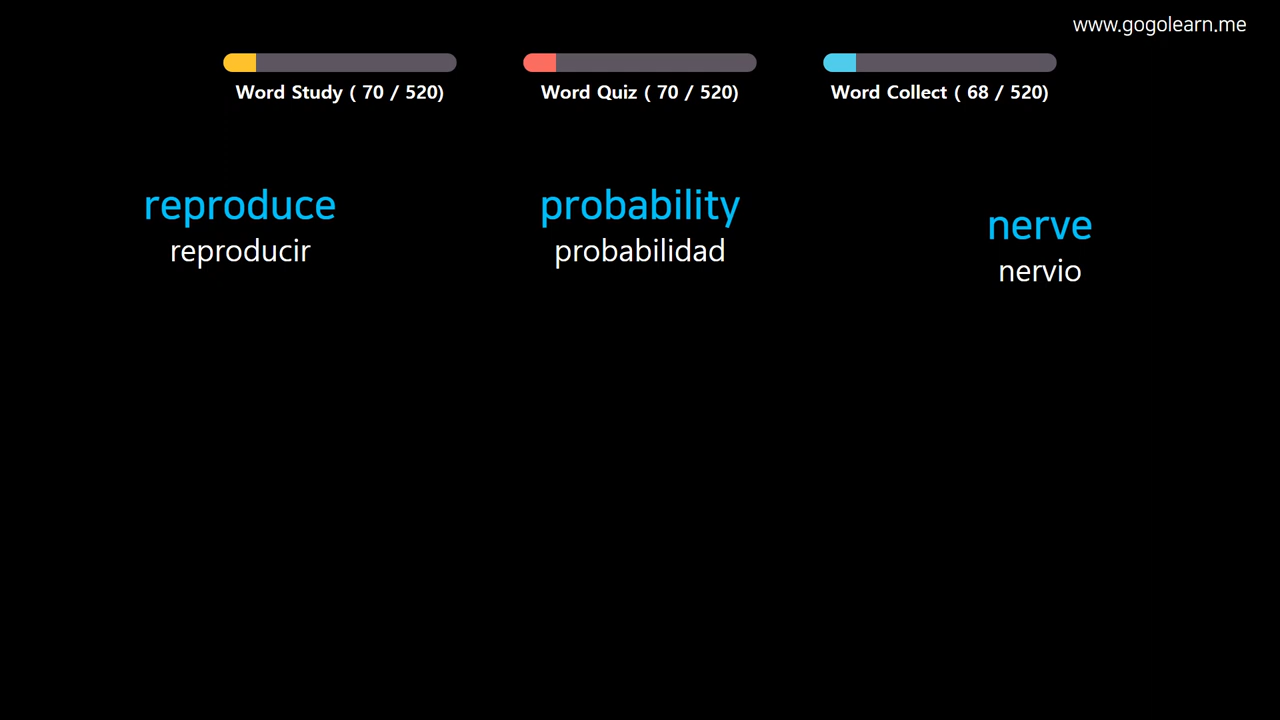 www.gogolearn.me
Word Study ( 70 / 520)
Word Quiz ( 70 / 520)
Word Collect ( 68 / 520)
reproduce
reproducir
probability
probabilidad
nerve
nervio